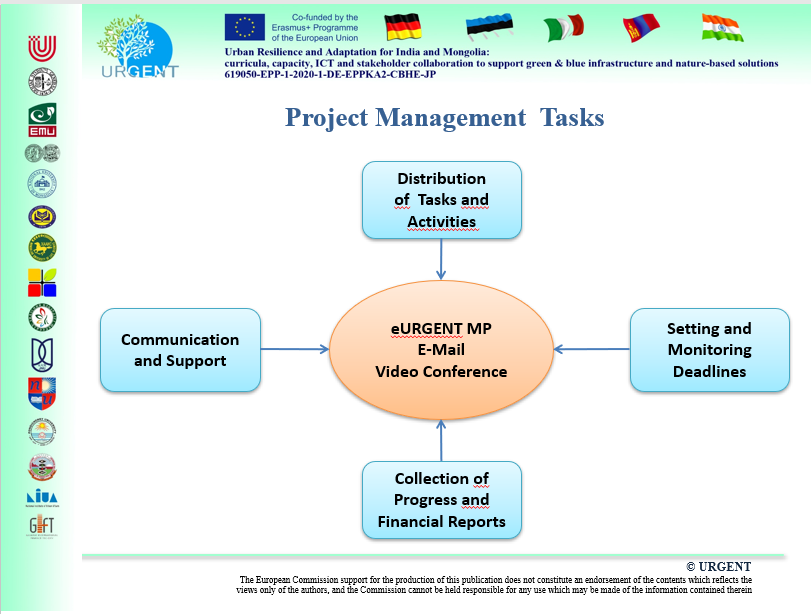 URGENT
Co-funded by the
Erasmus+ Programme
of the European Union
Urban Resilience and Adaptation for India and Mongolia:
curricula, capacity, ICT and stakeholder collaboration to support green & blue infrastructure and nature-based solutions
619050-EPP-1-2020-1-DE-EPPKA2-CBHE-JP
EMU
Project Management Tasks
Distribution
of Tasks and
Activities
Communication
and Support
eURGENT MP
E-Mail
Video Conference
Setting and
Monitoring
Deadlines
Collection of
Progress and
Financial Reports
NIUA
GIFT
© URGENT
The European Commission support for the production of this publication does not constitute an endorsement of the contents which reflects the
views only of the authors, and the Commission cannot be held responsible for any use which may be made of the information contained therein